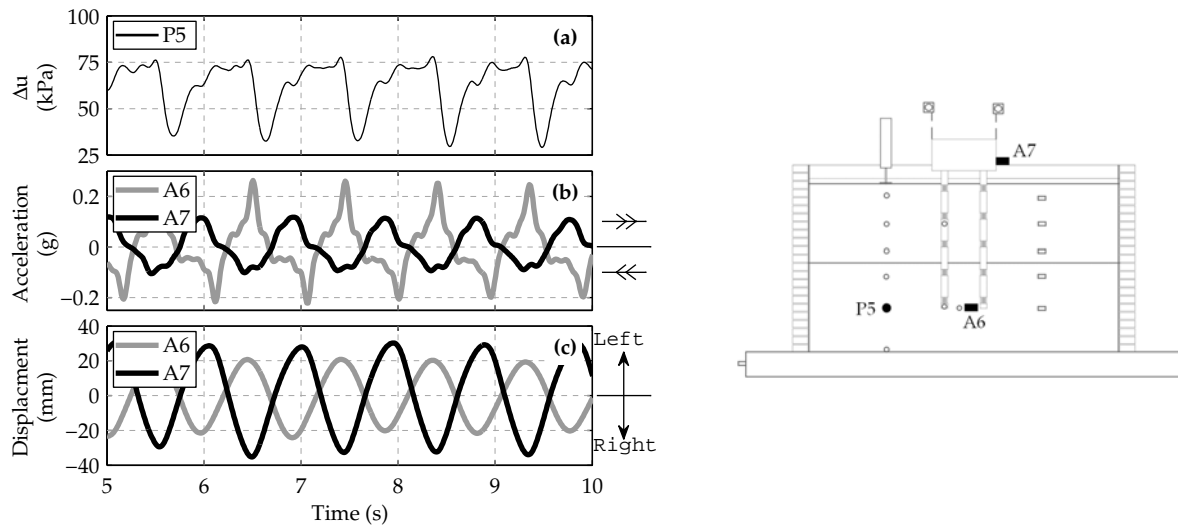 100
75
50
25
Δu
(kPa)
P5
(a)
0.2
0
−0.2
Acceleration
(g)
A6
A7
(b)
40
30
20
0
−20
−40
Displacment
(mm)
A6
A7
(c)
Left
Right
5 6 7 8 9 10
Time (s)
A7
P5
A6